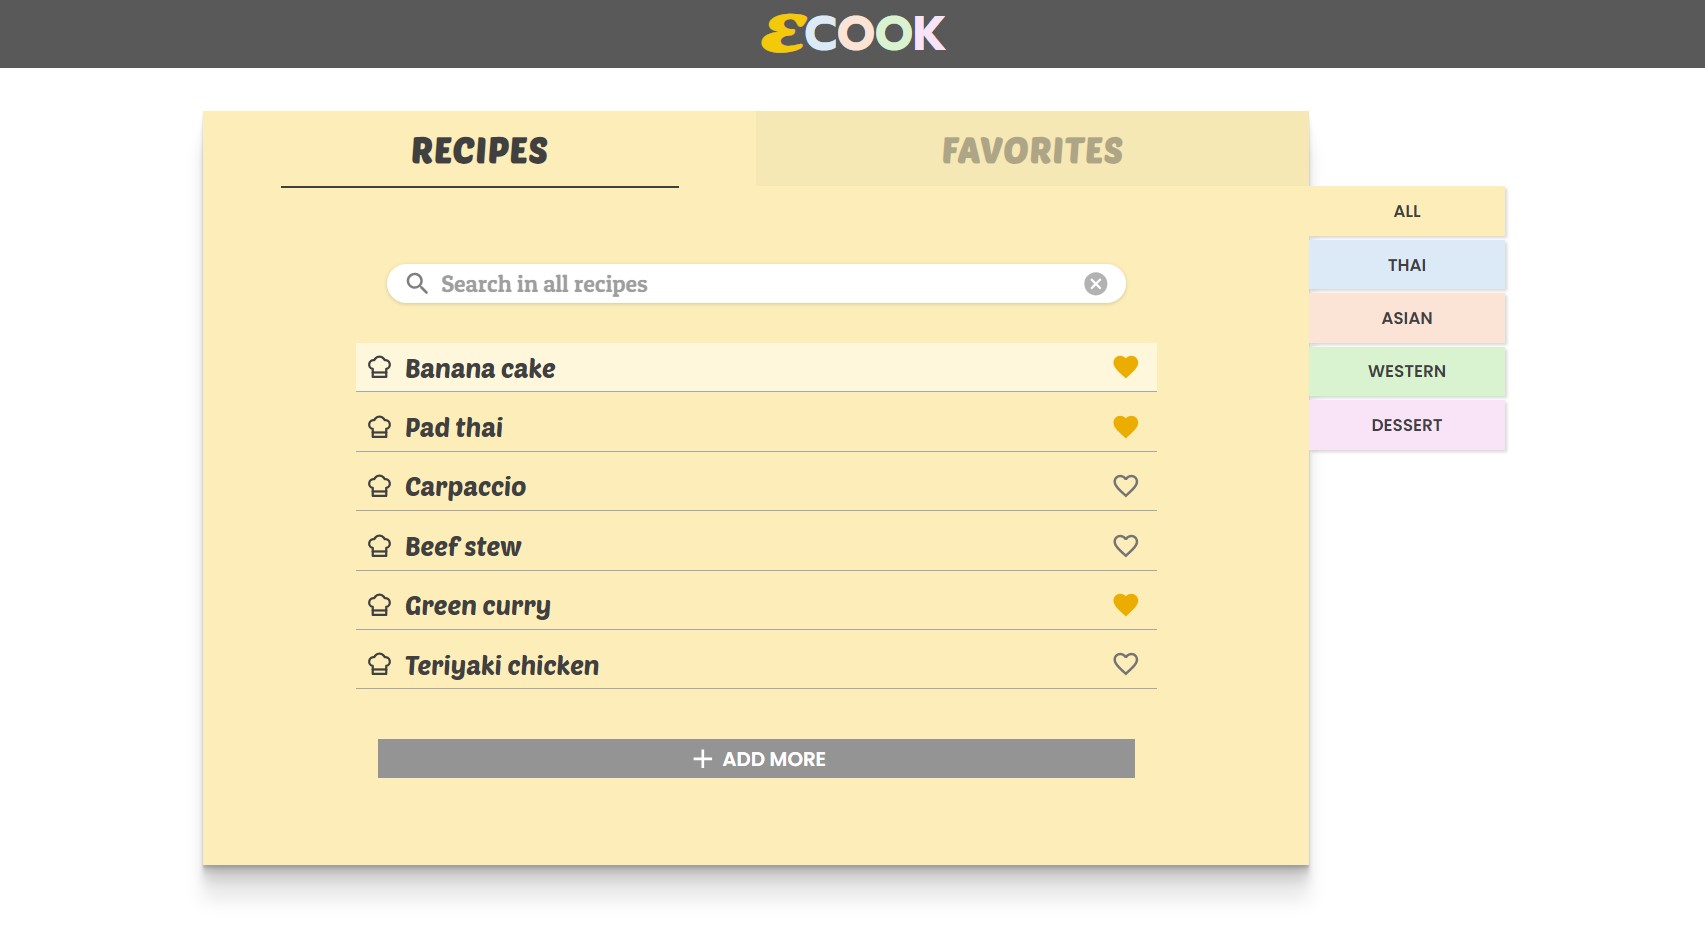 ECOOK
RECIPES
FAVORITES
ALL
THAI
ASIAN
WESTERN
DESSERT
Search in all recipes
Banana cake
Pad thai
Carpaccio
Beef stew
Green curry
Teriyaki chicken
ADD MORE